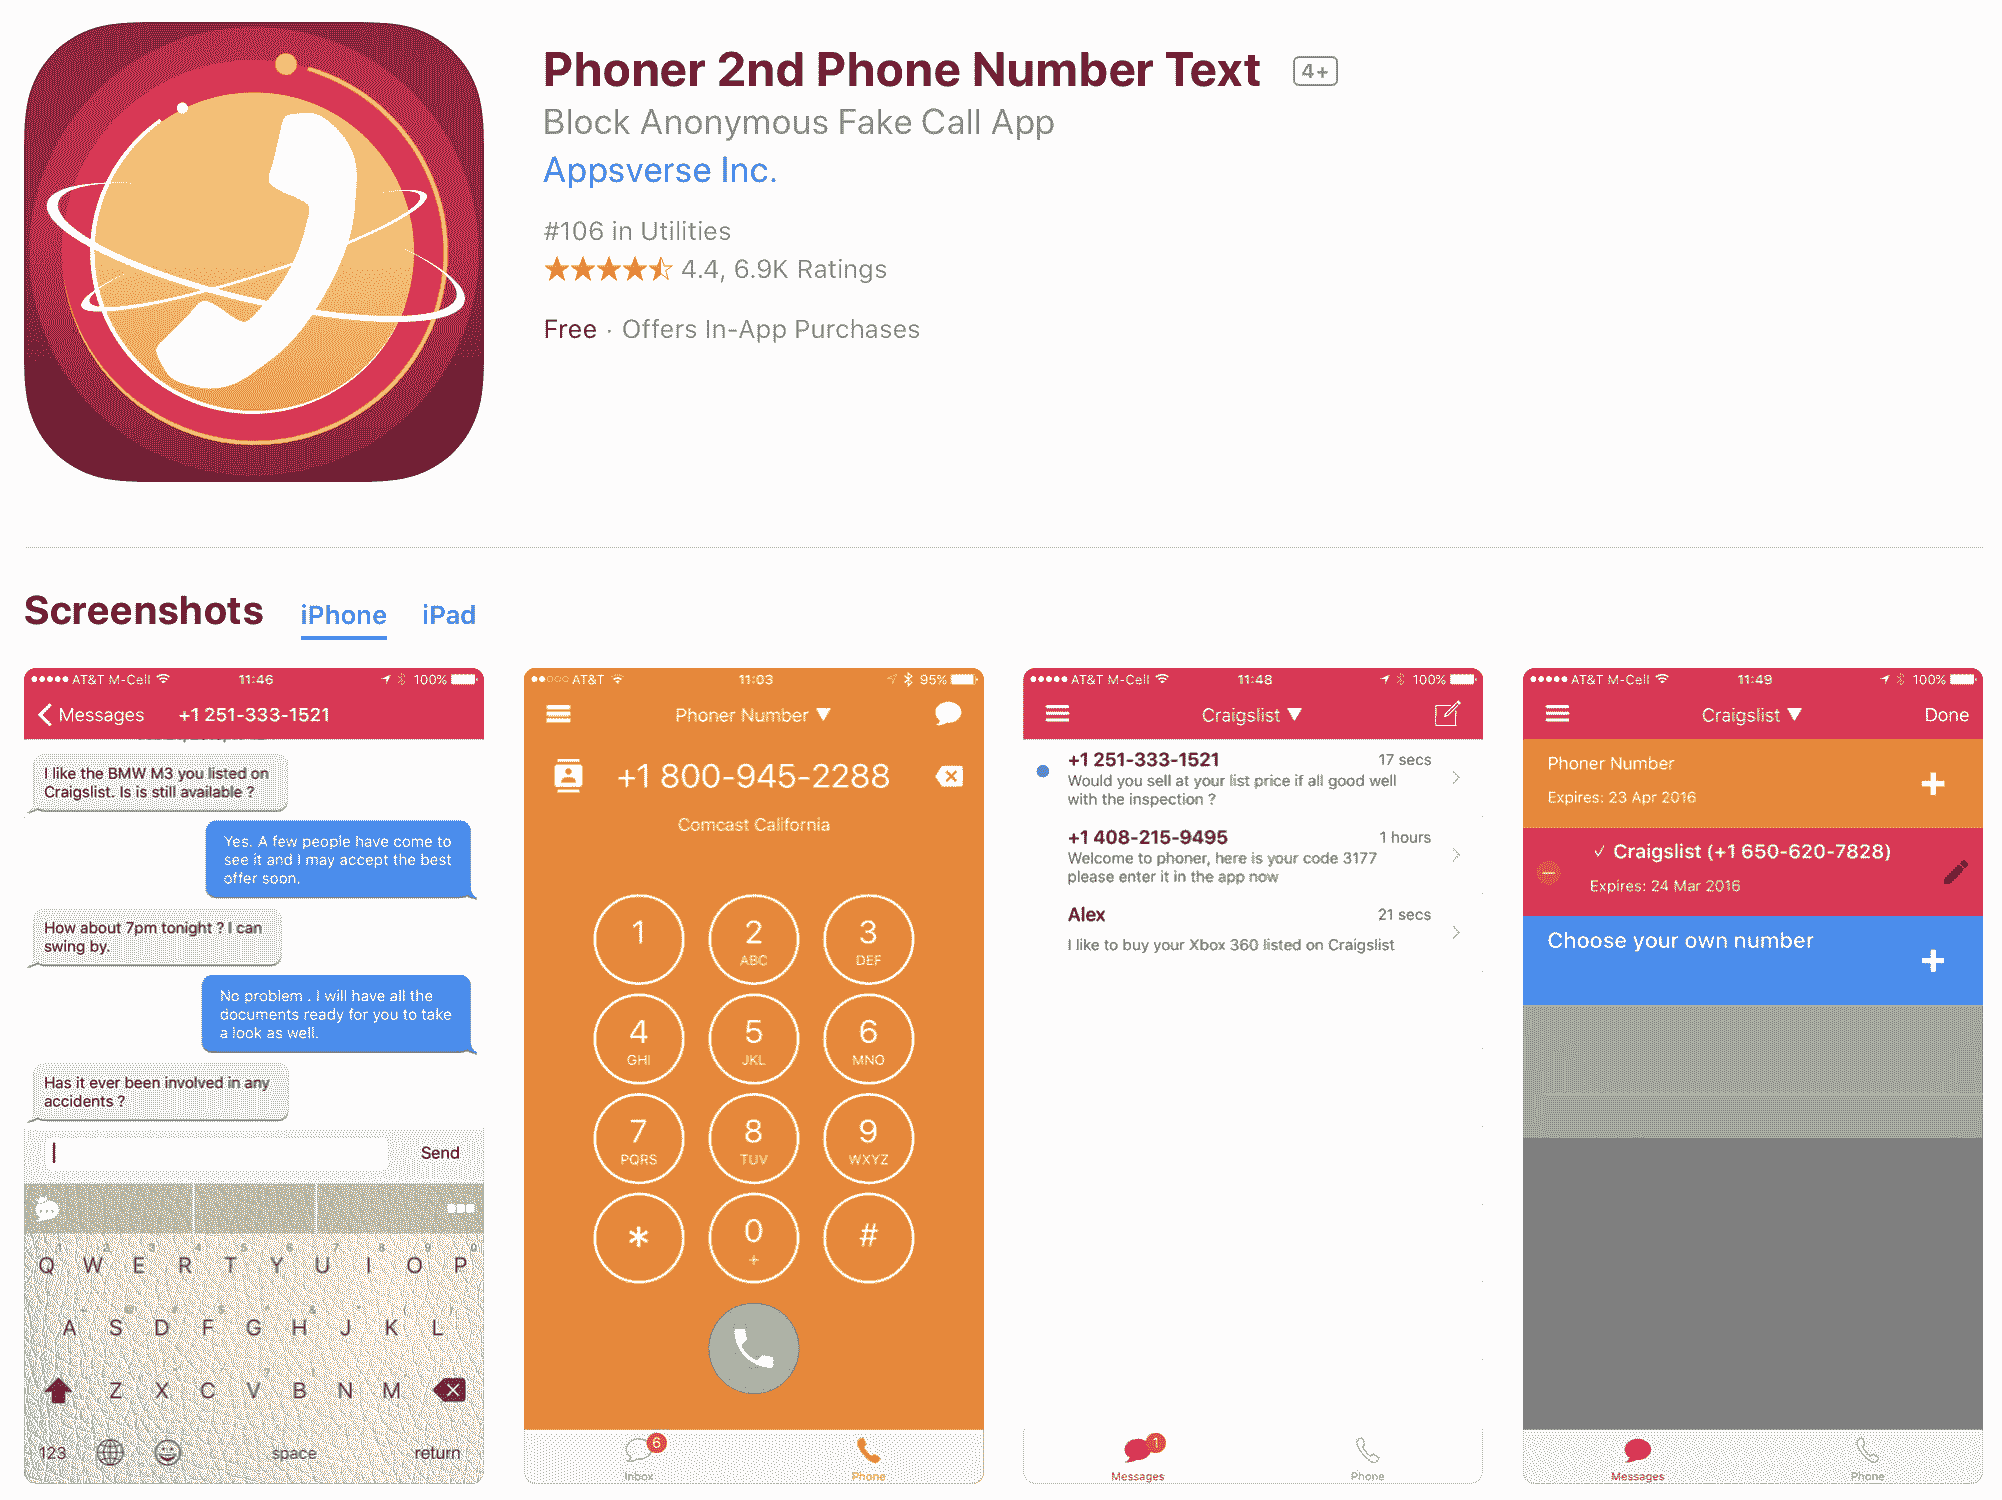 Phoner 2nd Phone Number Text 4+
Block Anonymous Fake Call App
Appsverse Inc.
#106 in Utilities
4.4, 6.9K Ratings
Free · Offers In-App Purchases
Screenshots iPhone iPad
AT&T M-Cell 11:46 100%
Messages +1 251-333-1521
I like the BMW M3 you listed on
Craigslist. Is is still available ?
Yes. A few people have come to
see it and I may accept the best
offer soon.
How about 7pm tonight ? I can
swing by.
No problem . I will have all the
documents ready for you to take
a look as well.
Has it ever been involved in any
accidents ?
Send
Q W E R T Y U I O P
A S D F G H J K L
Z X C V B N M
123 space return
AT&T 11:03 95%
Phoner Number ▼
+1 800-945-2288
Comcast California
1 2 3
ABC DEF
4 5 6
GHI JKL MNO
7 8 9
PQRS TUV WXYZ
* 0 #
+
6
Inbox Phone
AT&T M-Cell 11:48 100%
Craigslist ▼
+1 251-333-1521 17 secs
Would you sell at your list price if all good well
with the inspection ?
+1 408-215-9495 1 hours
Welcome to phoner, here is your code 3177
please enter it in the app now
Alex 21 secs
I like to buy your Xbox 360 listed on Craigslist
1
Messages Phone
AT&T M-Cell 11:49 100%
Craigslist ▼ Done
Phoner Number
Expires: 23 Apr 2016
✓ Craigslist (+1 650-620-7828)
Expires: 24 Mar 2016
Choose your own number
Messages Phone